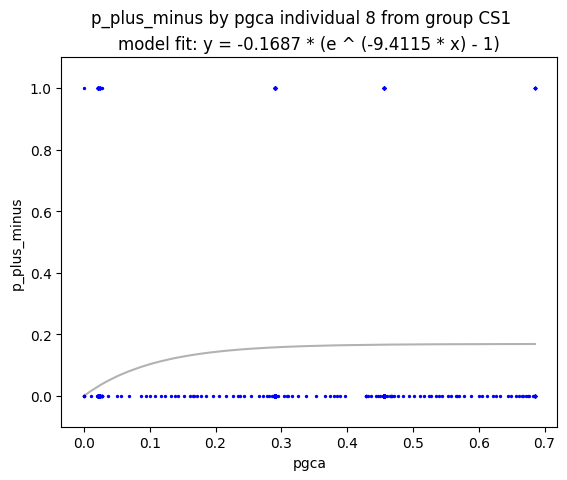 p_plus_minus by pgca individual 8 from group CS1
model fit: y = -0.1687 * (e ^ (-9.4115 * x) - 1)
1.0
0.8
0.6
0.4
0.2
0.0
p_plus_minus
0.0 0.1 0.2 0.3 0.4 0.5 0.6 0.7
pgca